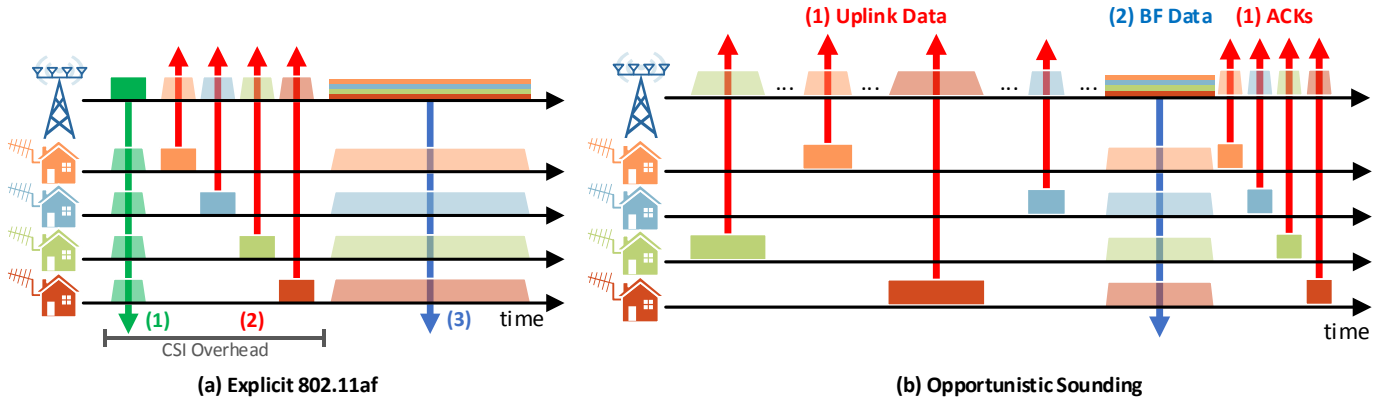 (1) Uplink Data
(2) BF Data
(1) ACKs
... ... ... ...
(1)
(2)
(3)
time
CSI Overhead
time
(a) Explicit 802.11af
(b) Opportunistic Sounding